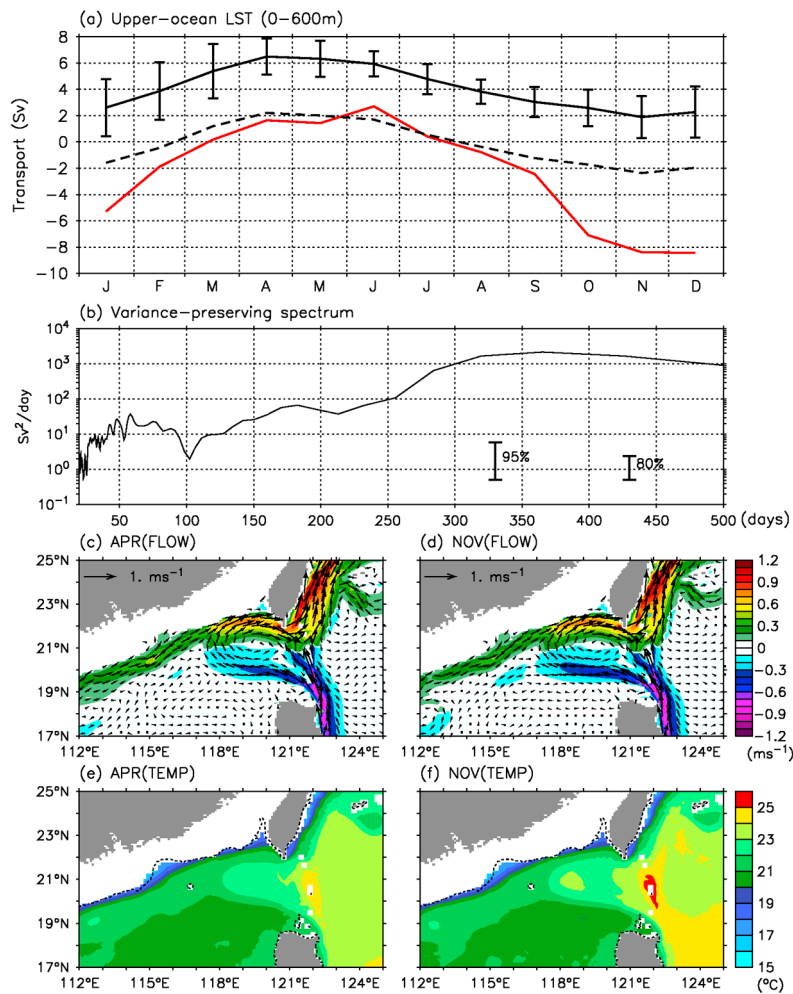 (a) Upper-ocean LST (0-600m)
8
6
4
2
0
-2
-4
-6
-8
-10
Transport (Sv)
J F M A M J J A S O N D
(b) Variance-preserving spectrum
10⁴
10³
10²
10¹
10⁰
10⁻¹
Sv²/day
95%
80%
50 100 150 200 250 300 350 400 450 500 (days)
(c) APR(FLOW)
1. ms⁻¹
25°N
23°N
21°N
19°N
17°N
112°E 115°E 118°E 121°E 124°E
(d) NOV(FLOW)
1. ms⁻¹
112°E 115°E 118°E 121°E 124°E
1.2
0.9
0.6
0.3
0
-0.3
-0.6
-0.9
-1.2
(ms⁻¹)
(e) APR(TEMP)
25°N
23°N
21°N
19°N
17°N
112°E 115°E 118°E 121°E 124°E
(f) NOV(TEMP)
112°E 115°E 118°E 121°E 124°E
25
23
21
19
17
15
(°C)